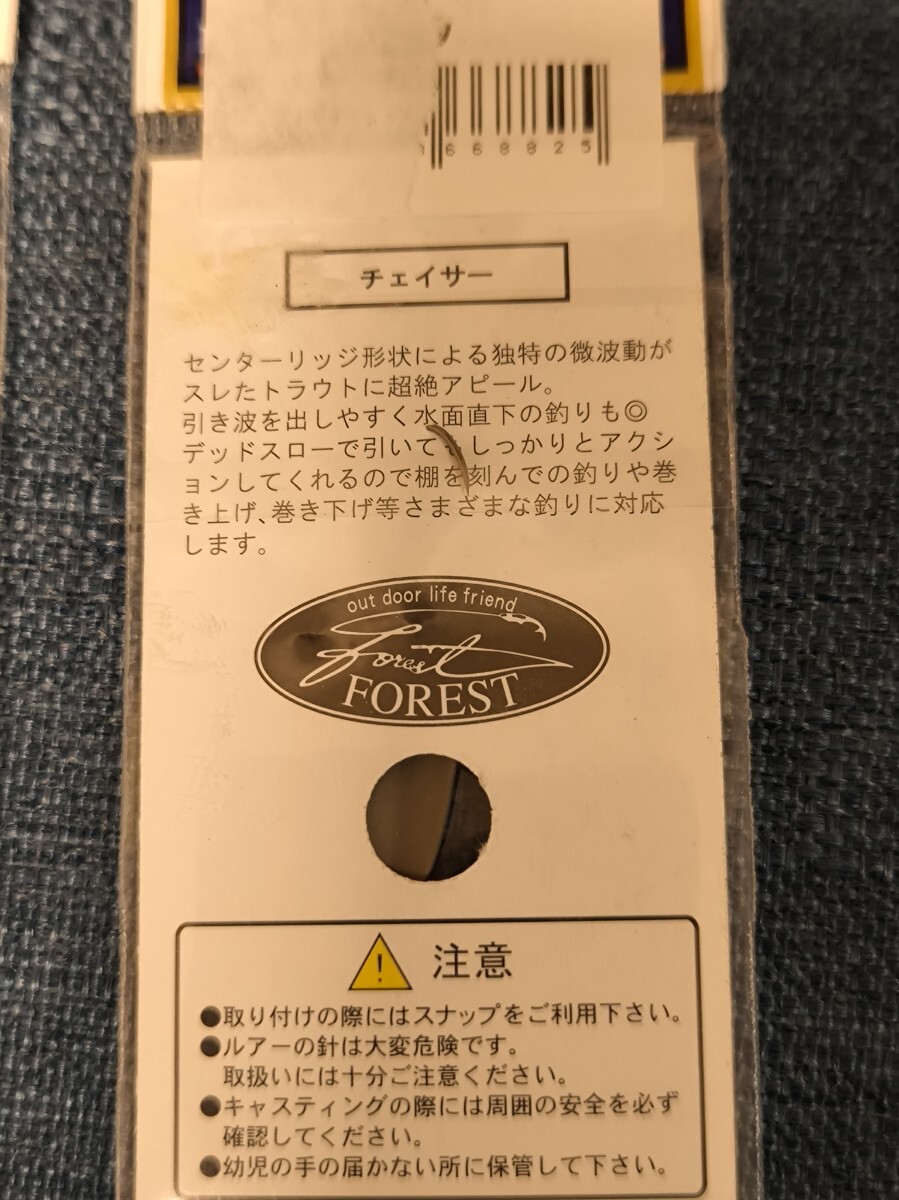 668825
チェイサー
センターリッジ形状による独特の微波動が
スレたトラウトに超絶アピール。
引き波を出しやすく水面直下の釣りも◎
デッドスローで引いてもしっかりとアクシ
ョンしてくれるので棚を刻んでの釣りや巻
き上げ、巻き下げ等さまざまな釣りに対応
します。
out door life friend
forest
FOREST
注意
●取り付けの際にはスナップをご利用下さい。
●ルアーの針は大変危険です。
取扱いには十分ご注意ください。
●キャスティングの際には周囲の安全を必ず
確認してください。
●幼児の手の届かない所に保管して下さい。